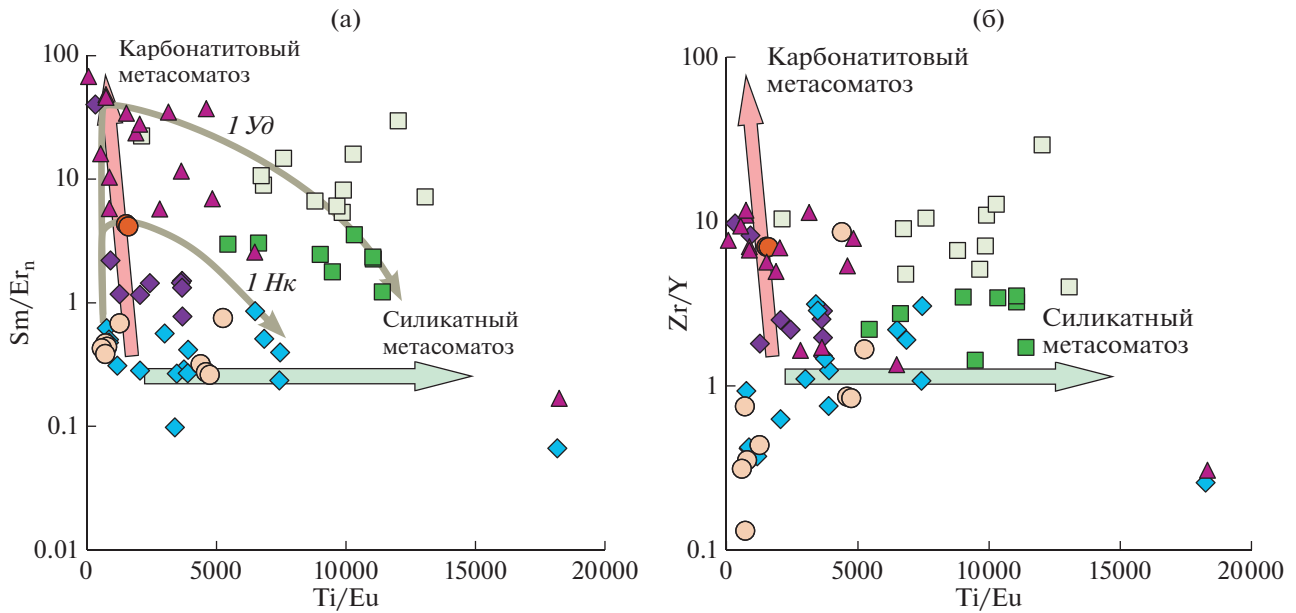 (а)
100
10
1
0.1
0.01
Sm/Er_n
0
5000
10000
15000
20000
Ti/Eu
Карбонатитовый
метасоматоз
1 Уд
1 Нк
Силикатный
метасоматоз
(б)
100
10
1
0.1
Zr/Y
0
5000
10000
15000
20000
Ti/Eu
Карбонатитовый
метасоматоз
Силикатный
метасоматоз